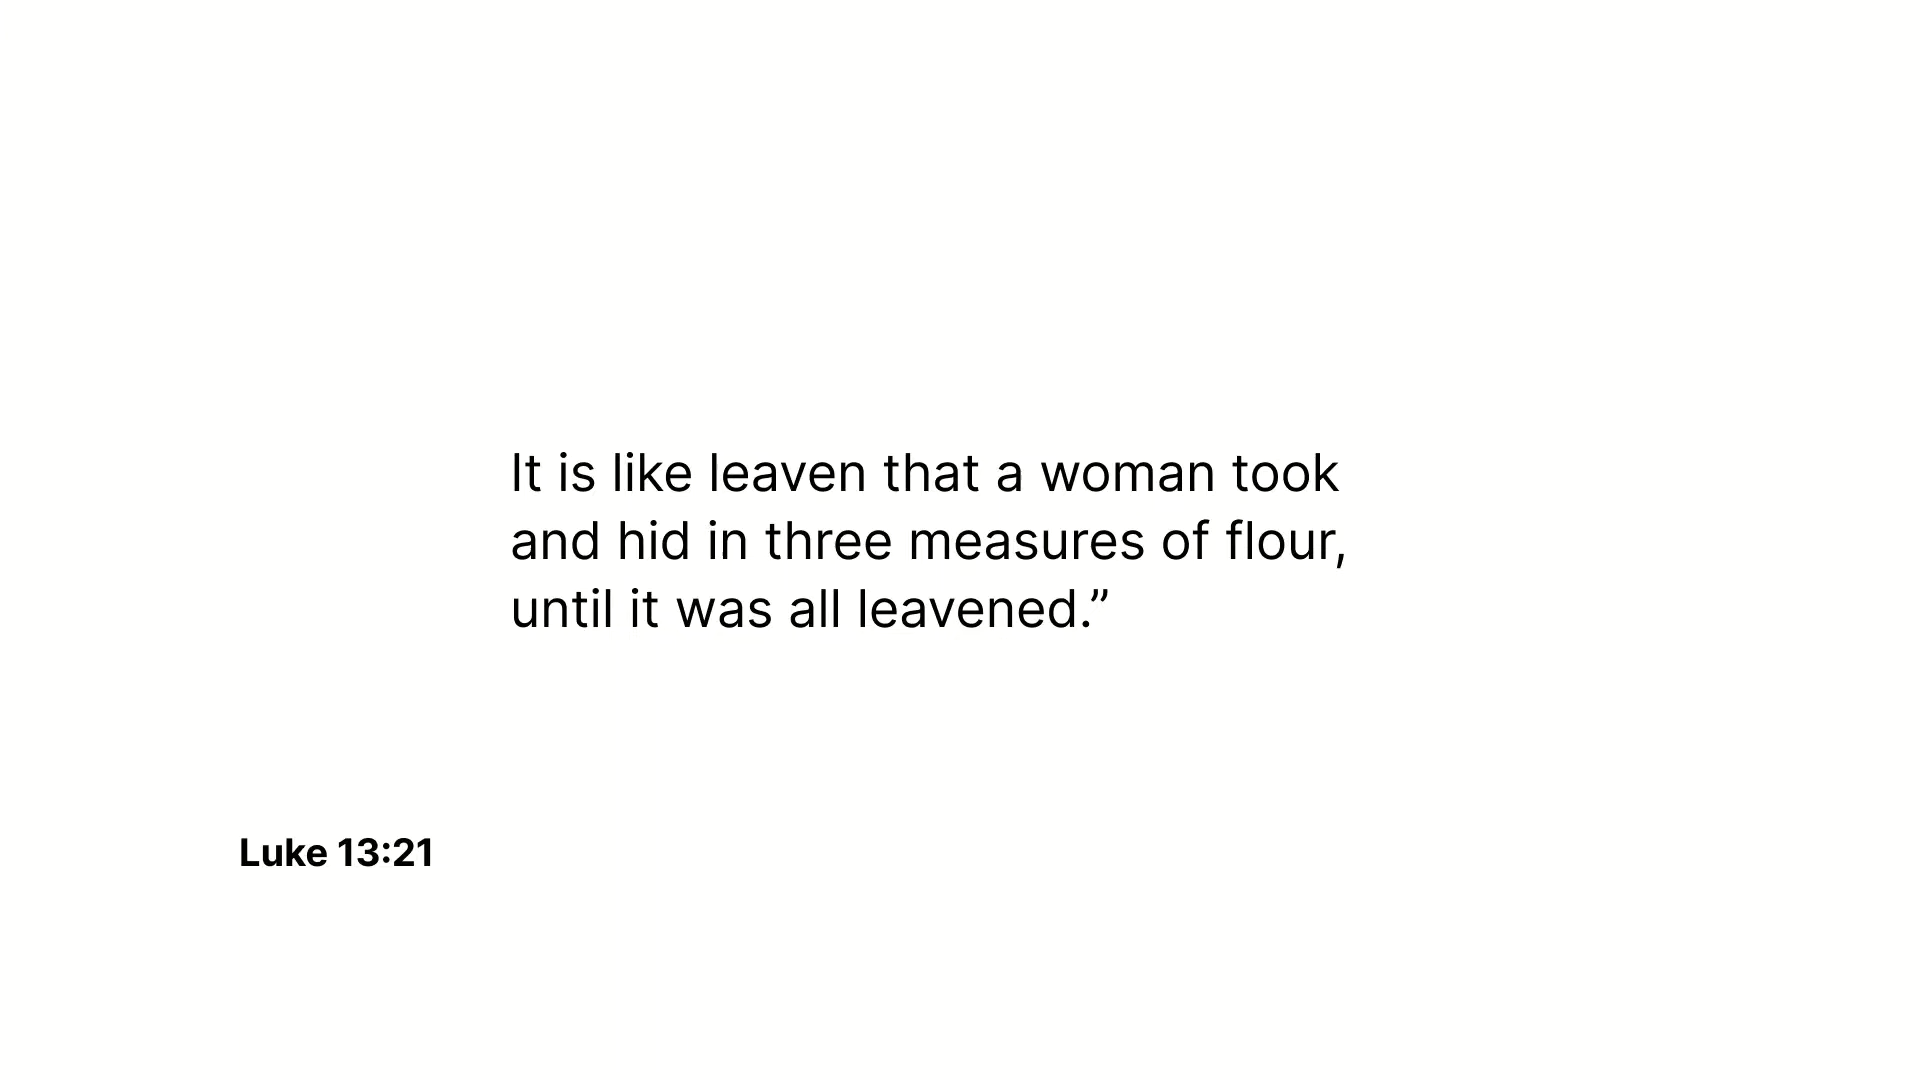 It is like leaven that a woman took
and hid in three measures of flour,
until it was all leavened.”
Luke 13:21